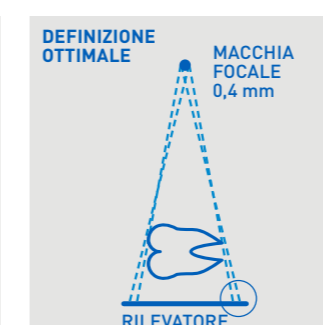 DEFINIZIONE
OTTIMALE
MACCHIA
FOCALE
0,4 mm
RILEVATORE